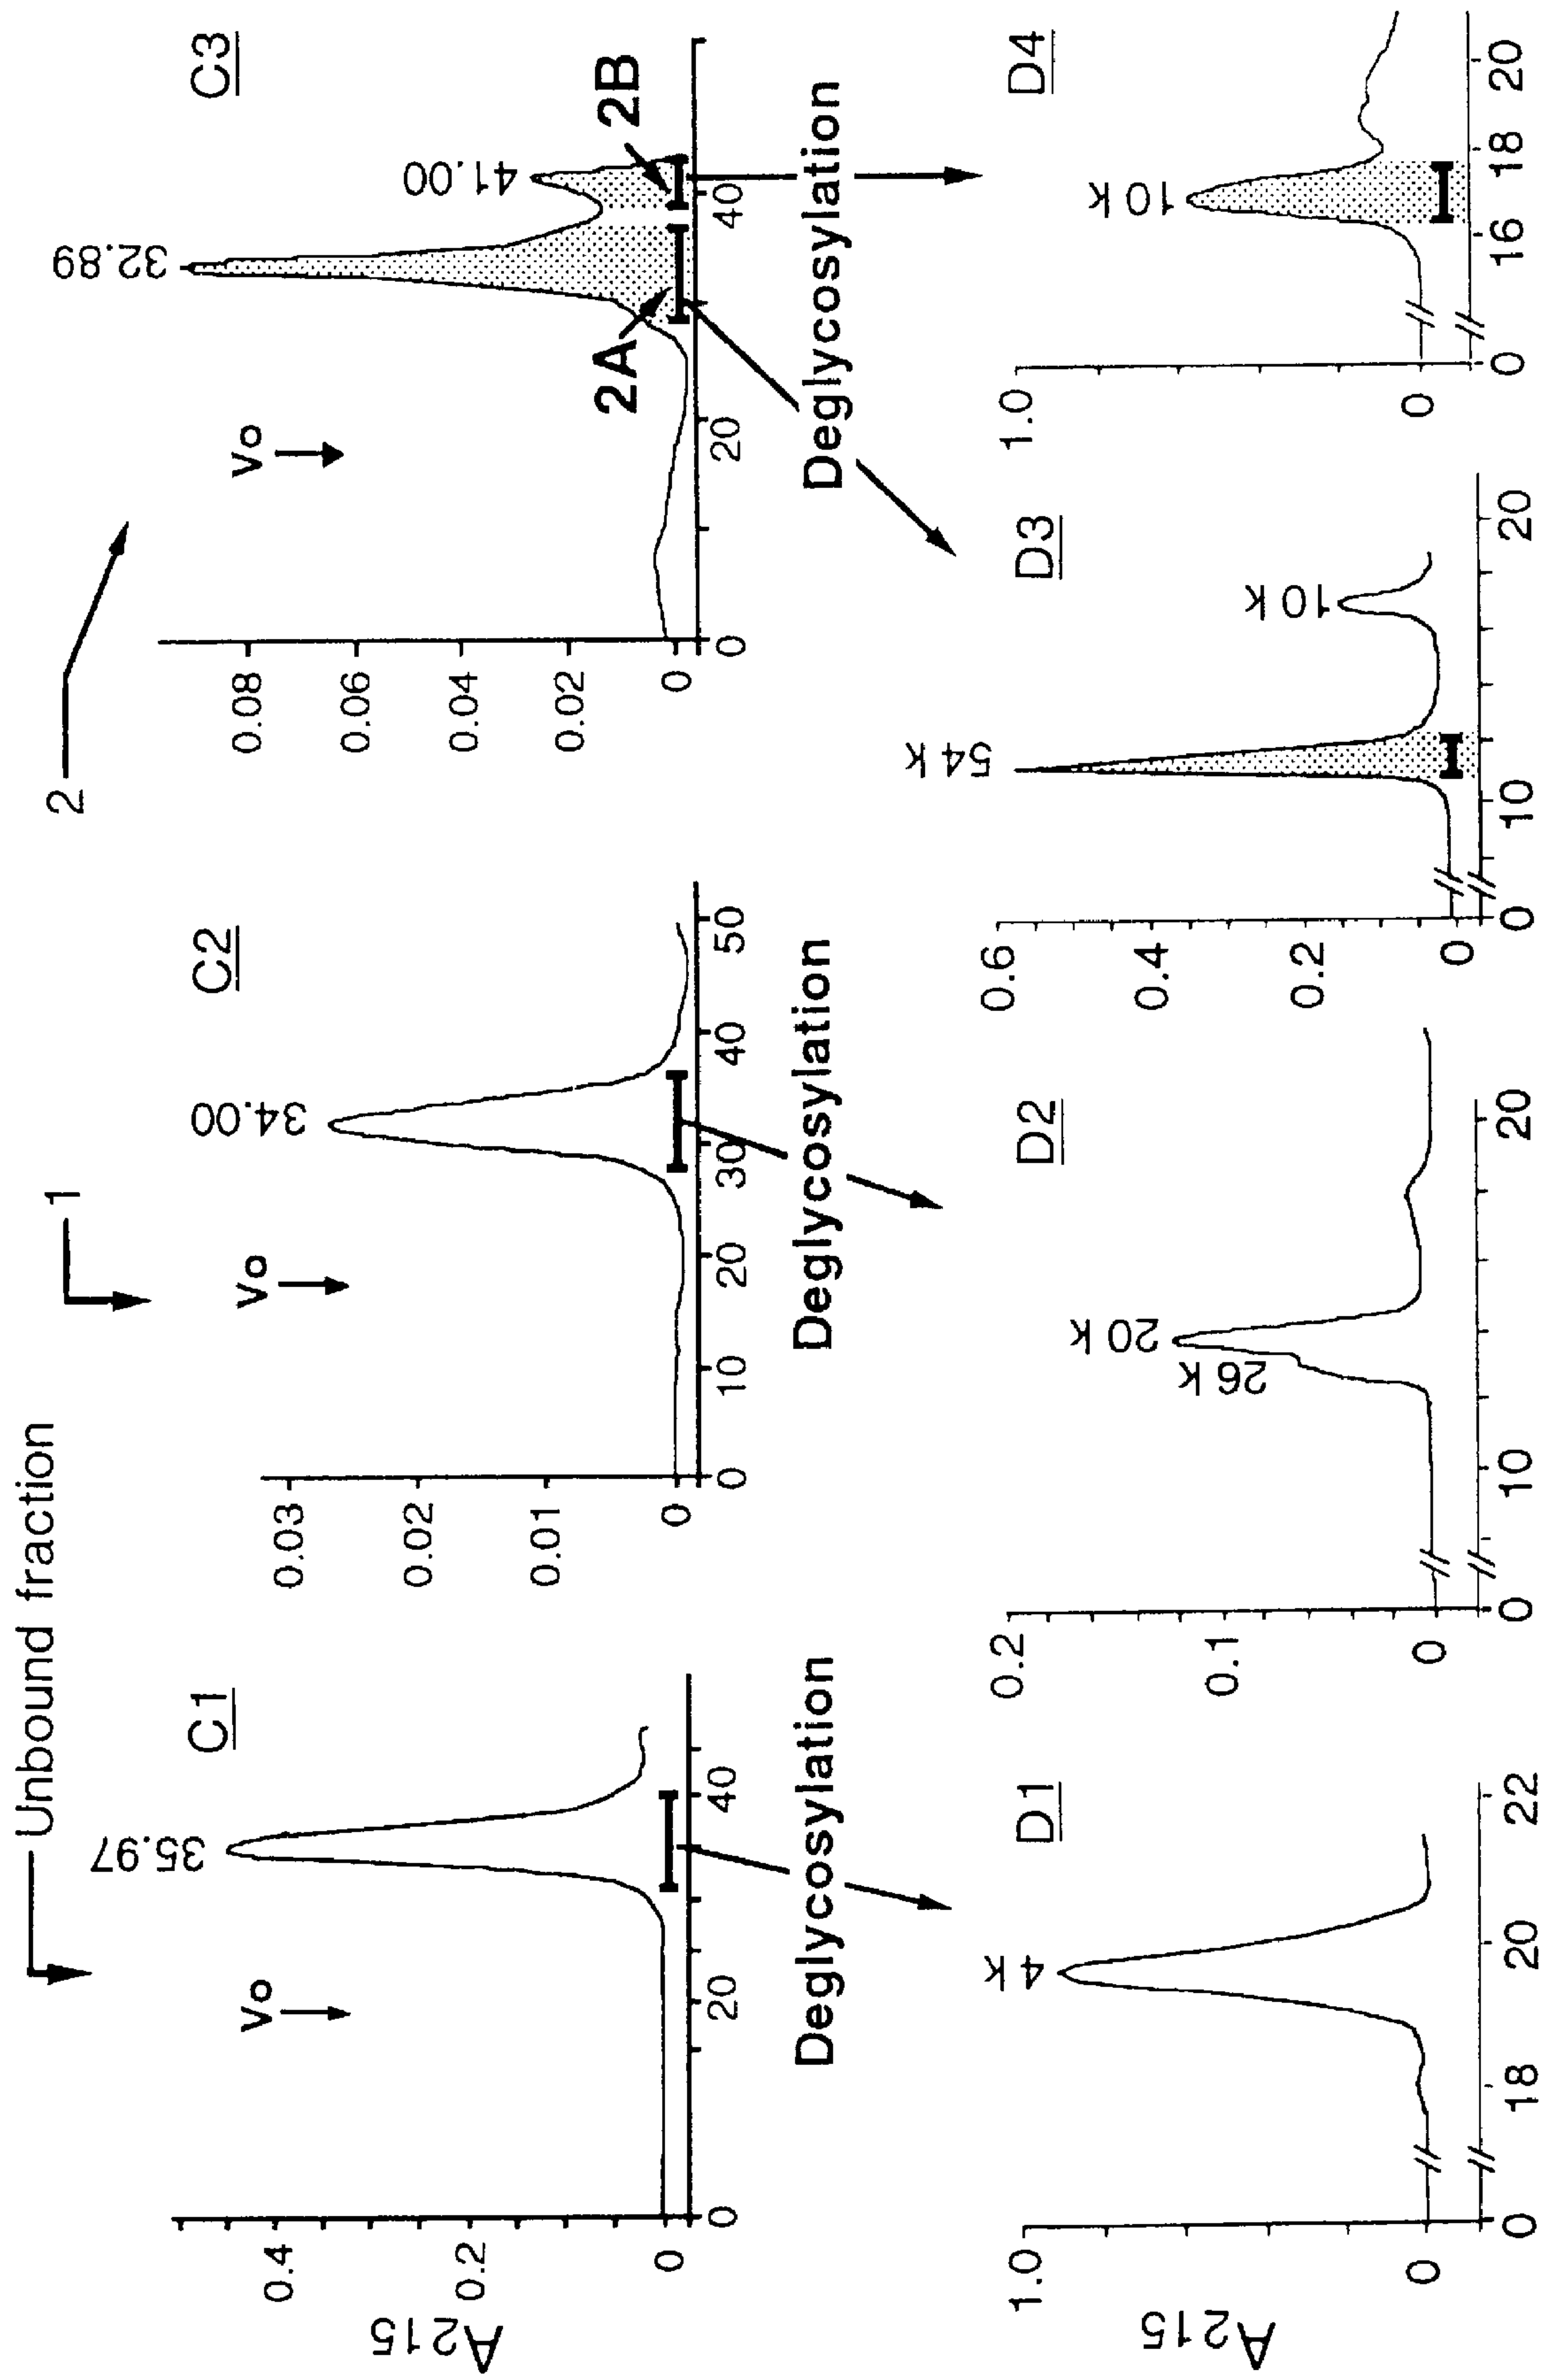 Unbound fraction
1
2
C1
C2
C3
A215
0.4
0.2
0
Vo
35.97
0
20
40
0.03
0.02
0.01
0
Vo
34.00
0
10
20
30
40
50
0.08
0.06
0.04
0.02
0
Vo
32.89
41.00
2A
2B
0
20
40
Deglycosylation
Deglycosylation
Deglycosylation
D1
D2
D3
D4
A215
1.0
0
4 k
0
18
20
22
0.2
0.1
0
26 k
20 k
0
10
20
0.6
0.4
0.2
0
54 k
10 k
0
10
20
1.0
0
10 k
0
16
18
20